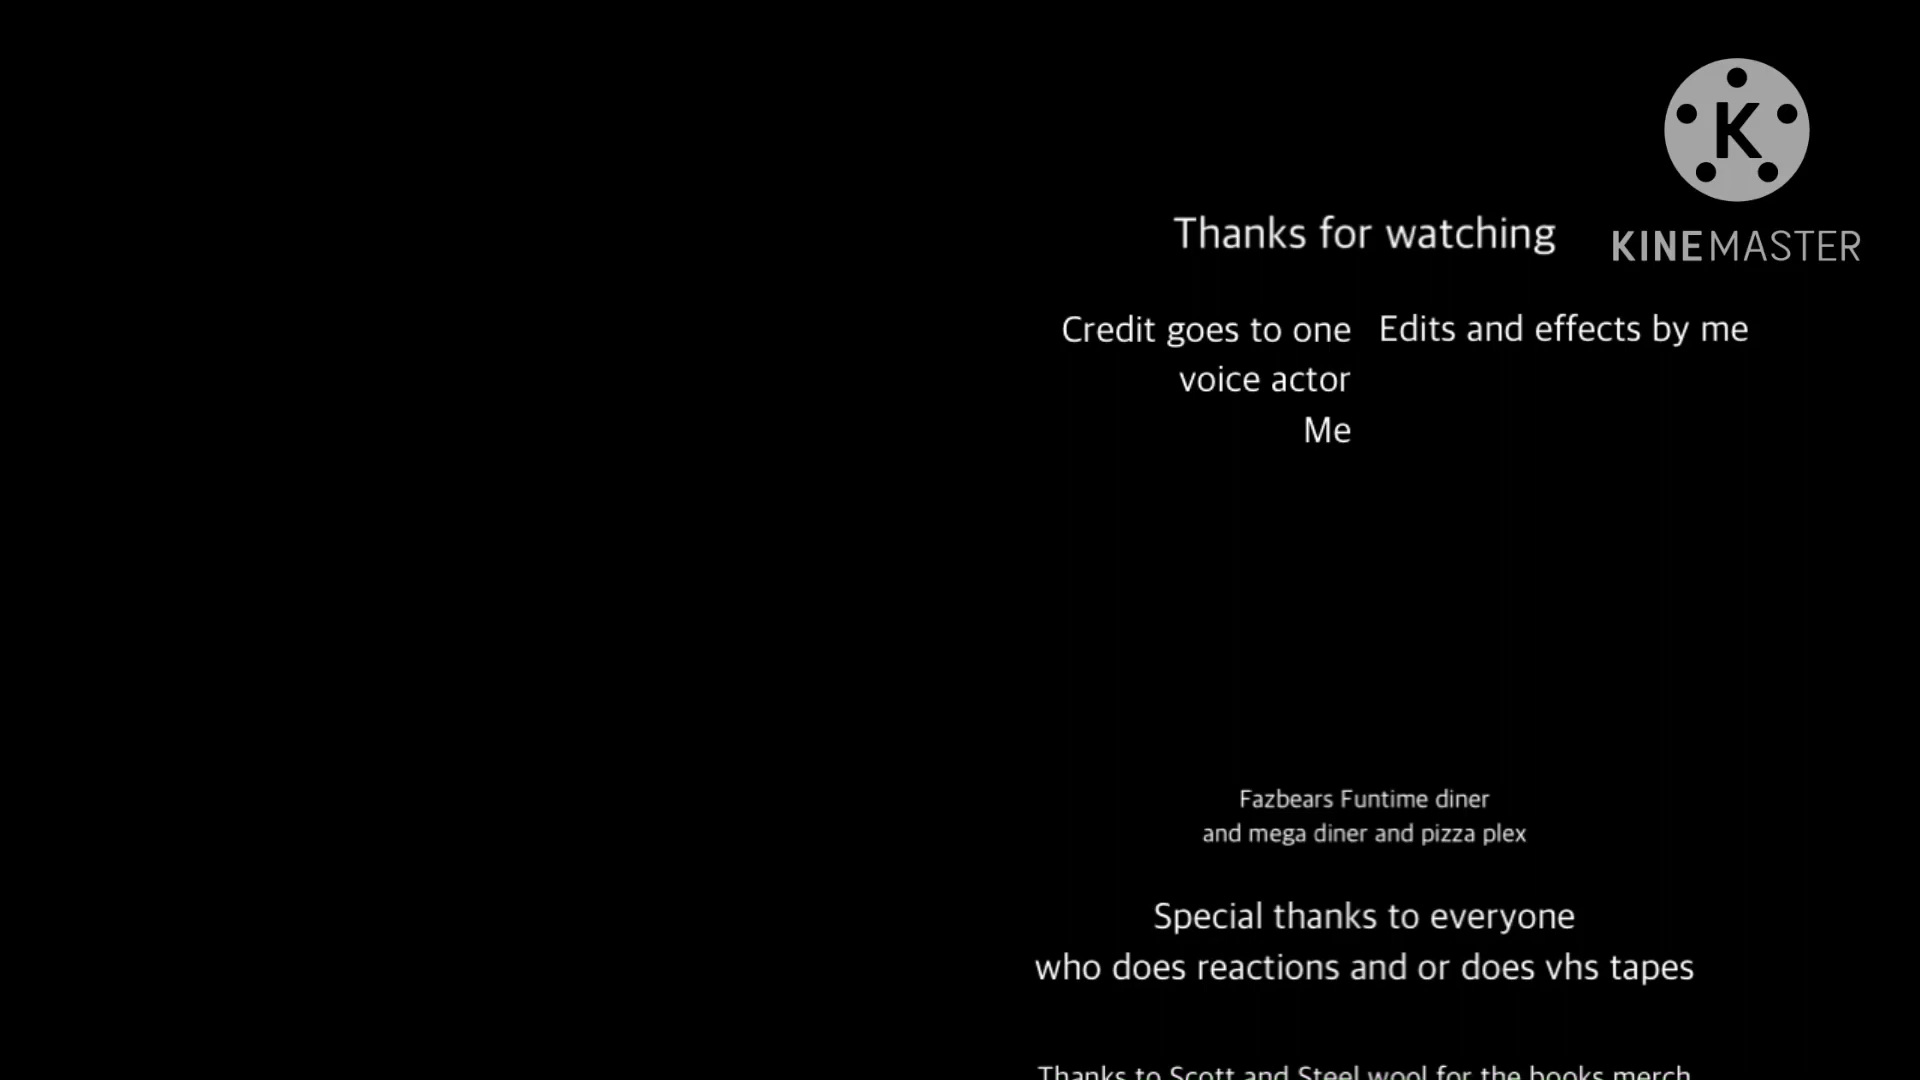 K
KINEMASTER
Thanks for watching
Credit goes to one
voice actor
Me
Edits and effects by me
Fazbears Funtime diner
and mega diner and pizza plex
Special thanks to everyone
who does reactions and or does vhs tapes
Thanks to Scott and Steel wool for the books merch